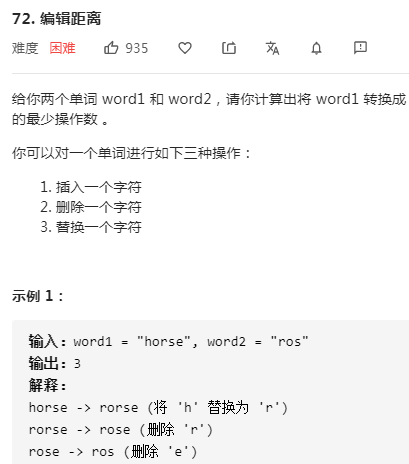 72. 编辑距离
难度 困难 935
给你两个单词 word1 和 word2，请你计算出将 word1 转换成
的最少操作数 。
你可以对一个单词进行如下三种操作：
1. 插入一个字符
2. 删除一个字符
3. 替换一个字符
示例 1：
输入：word1 = "horse", word2 = "ros"
输出：3
解释：
horse -> rorse (将 'h' 替换为 'r')
rorse -> rose (删除 'r')
rose -> ros (删除 'e')